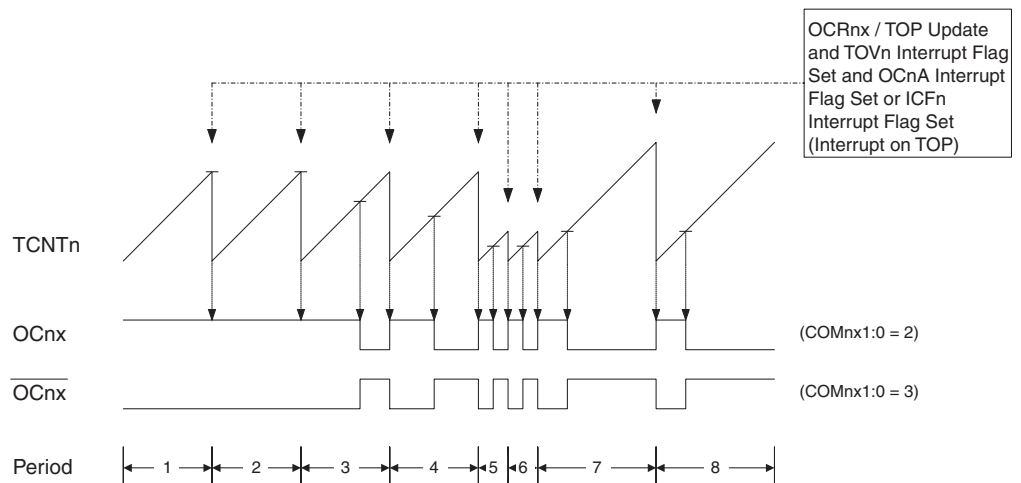 OCRnx / TOP Update
and TOVn Interrupt Flag
Set and OCnA Interrupt
Flag Set or ICFn
Interrupt Flag Set
(Interrupt on TOP)
TCNTn
OCnx
(COMnx1:0 = 2)
OCnx
(COMnx1:0 = 3)
Period
1 2 3 4 5 6 7 8